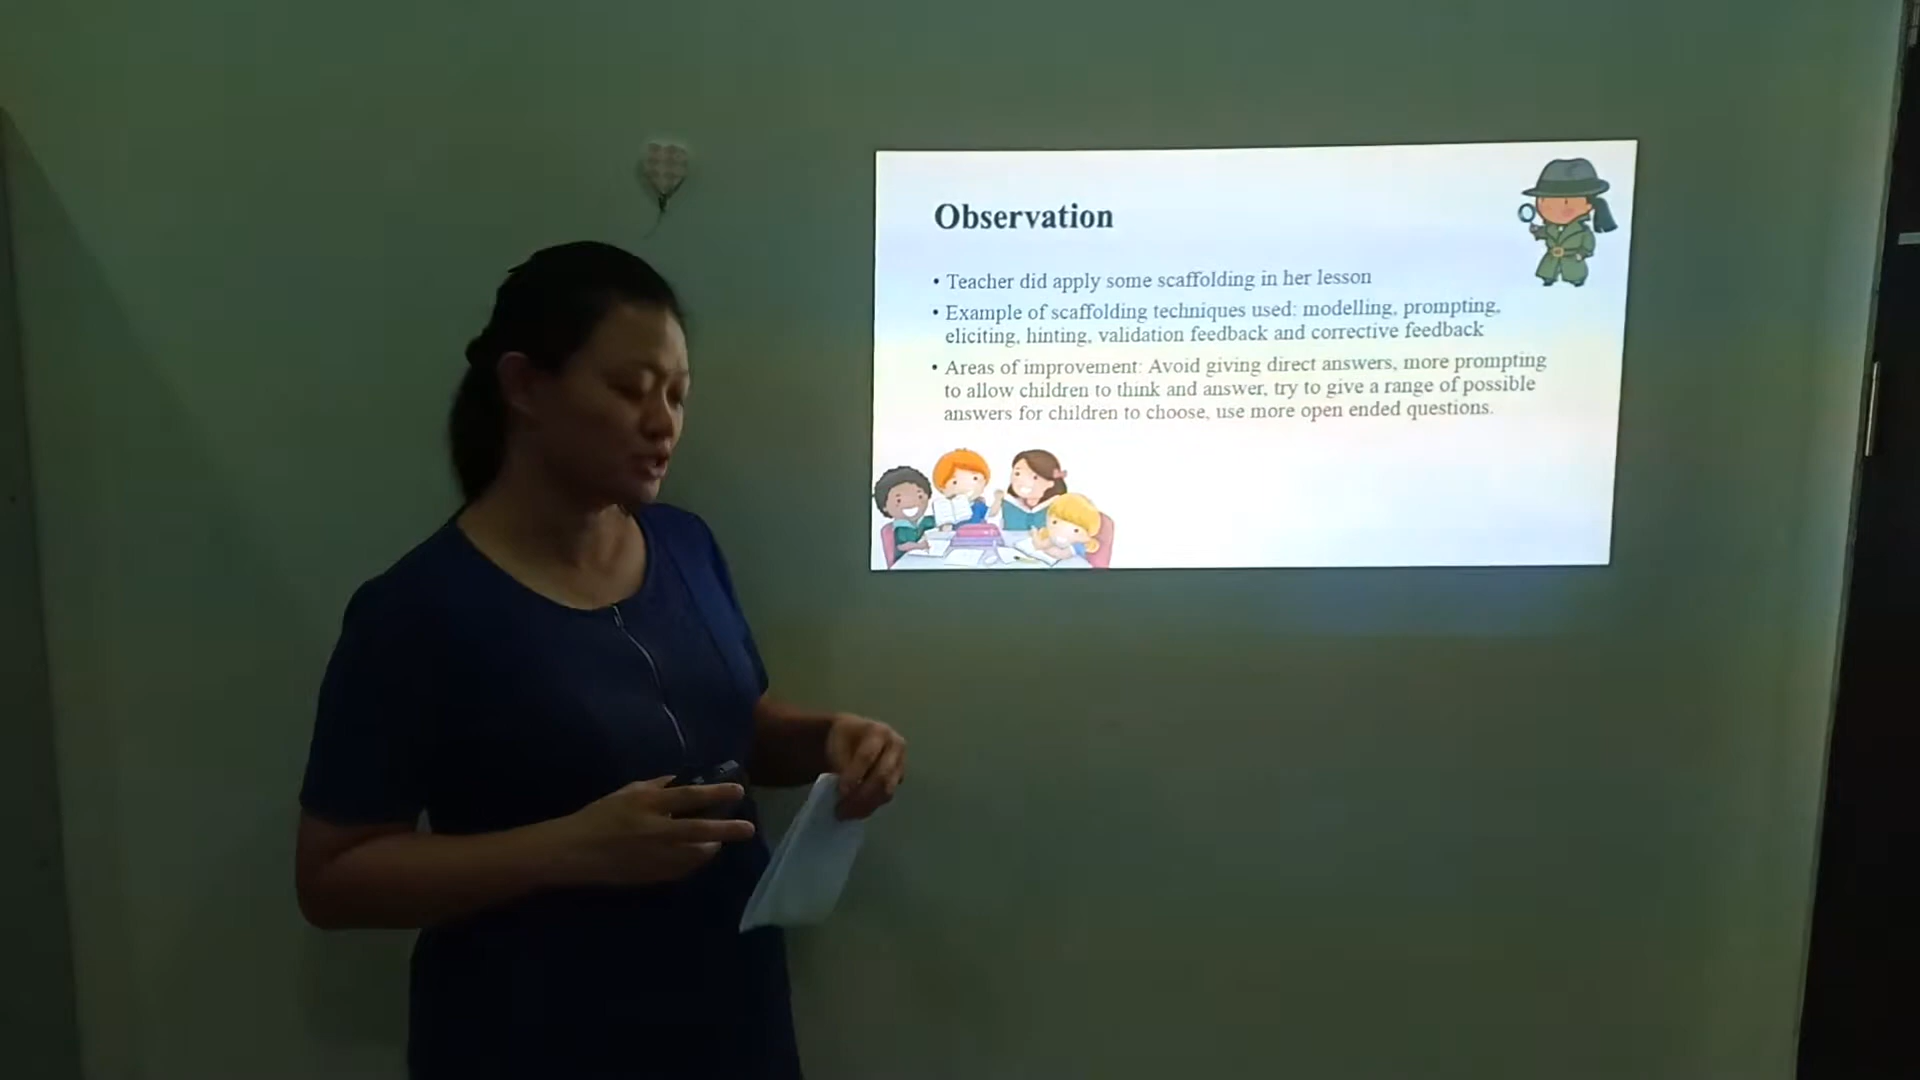 Observation
• Teacher did apply some scaffolding in her lesson
• Example of scaffolding techniques used: modelling, prompting,
eliciting, hinting, validation feedback and corrective feedback
• Areas of improvement: Avoid giving direct answers, more prompting
to allow children to think and answer, try to give a range of possible
answers for children to choose, use more open ended questions.